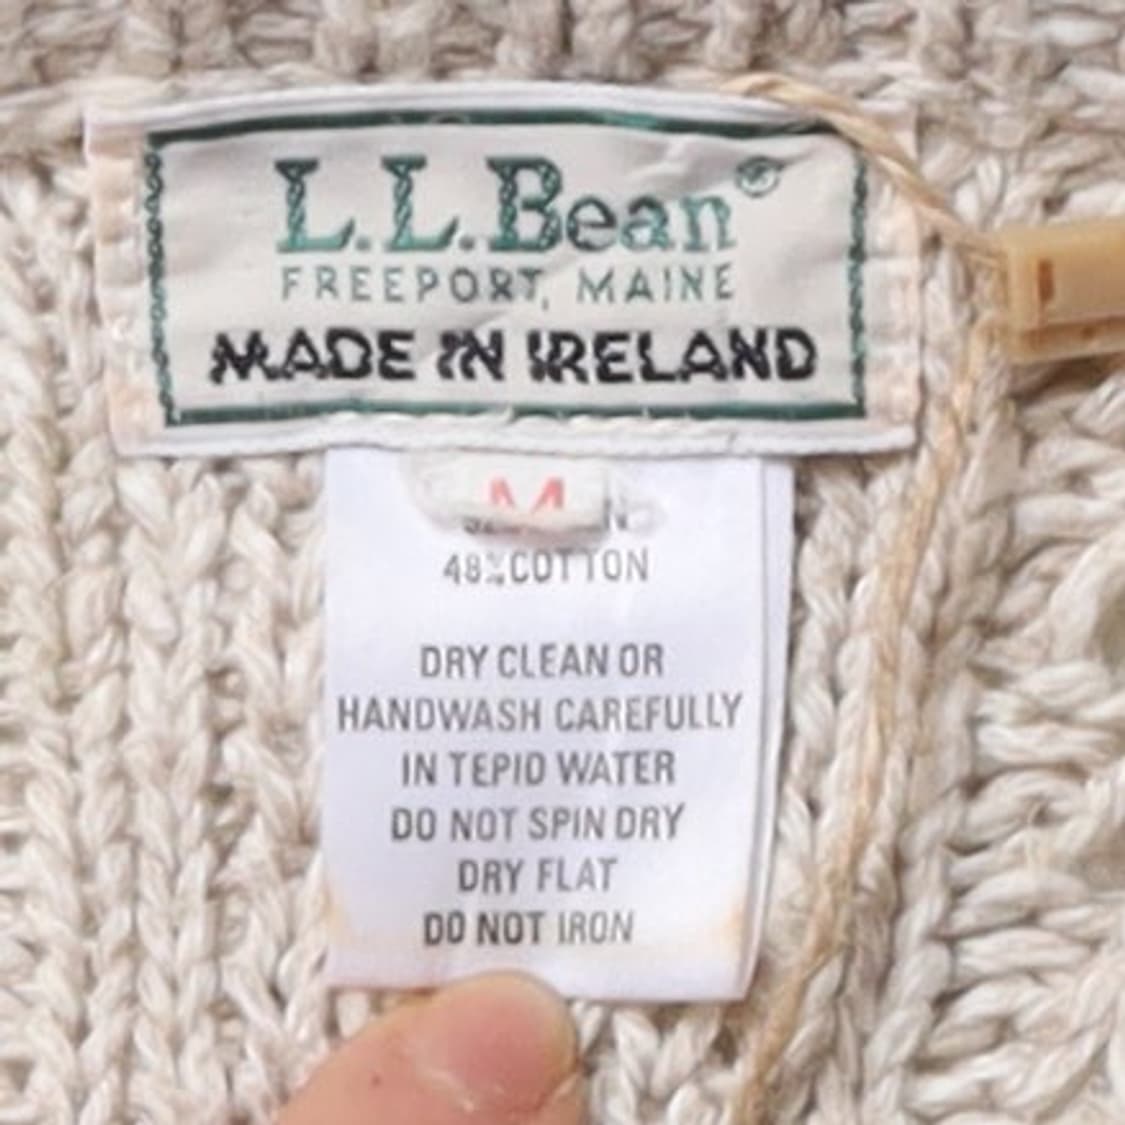 L.L.Bean®
FREEPORT, MAINE
MADE IN IRELAND
M
48%COTTON
DRY CLEAN OR
HANDWASH CAREFULLY
IN TEPID WATER
DO NOT SPIN DRY
DRY FLAT
DO NOT IRON